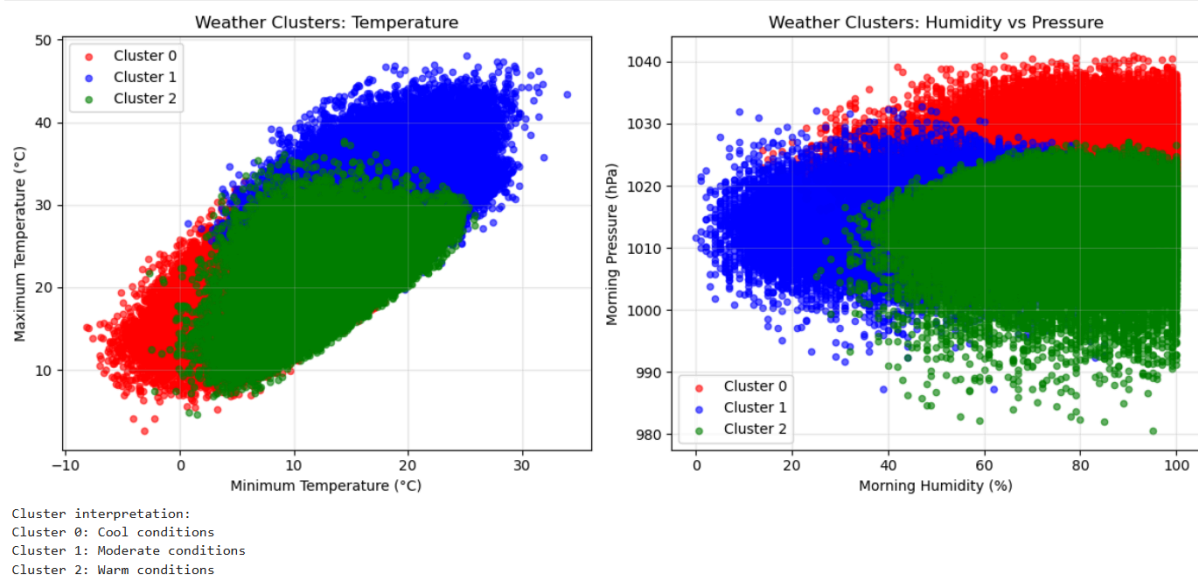 Weather Clusters: Temperature
50
40
30
20
10
Maximum Temperature (°C)
Cluster 0
Cluster 1
Cluster 2
−10
0
10
20
30
Minimum Temperature (°C)
Weather Clusters: Humidity vs Pressure
1040
1030
1020
1010
1000
990
980
Morning Pressure (hPa)
Cluster 0
Cluster 1
Cluster 2
0
20
40
60
80
100
Morning Humidity (%)
Cluster interpretation:
Cluster 0: Cool conditions
Cluster 1: Moderate conditions
Cluster 2: Warm conditions